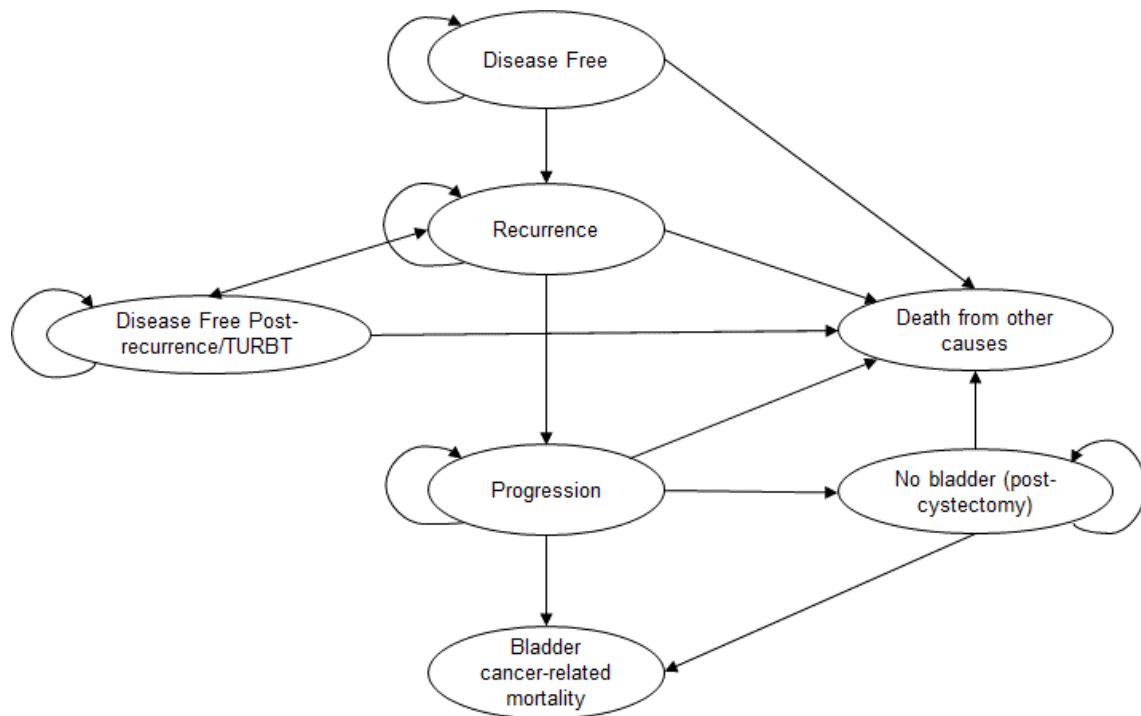 Disease Free
Recurrence
Disease Free Post-
recurrence/TURBT
Death from other
causes
Progression
No bladder (post-
cystectomy)
Bladder
cancer-related
mortality